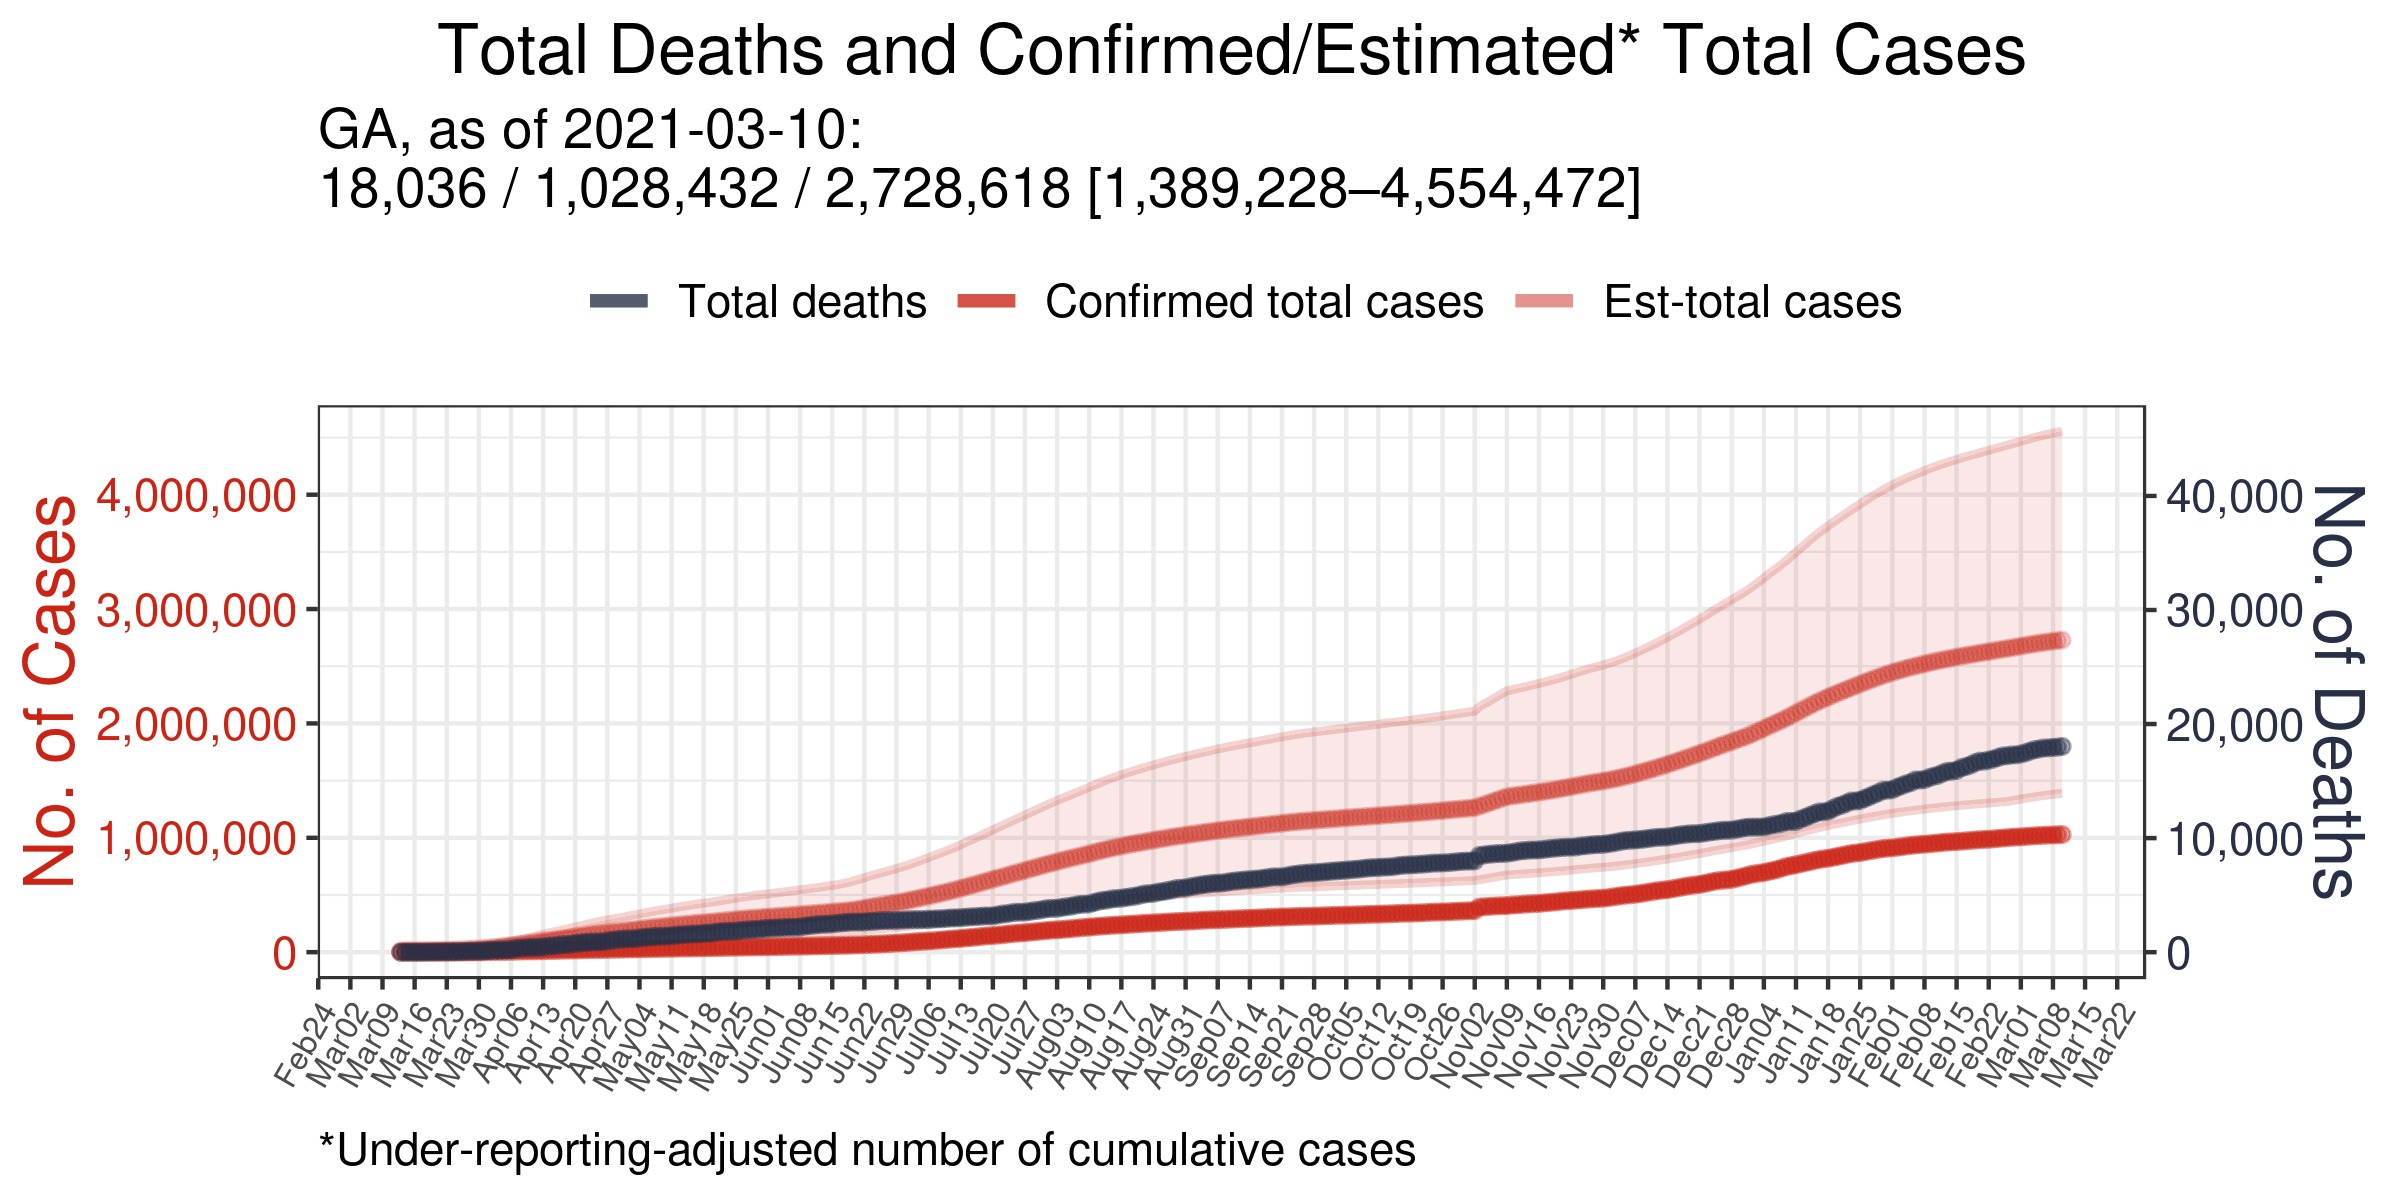 Total Deaths and Confirmed/Estimated* Total Cases
GA, as of 2021-03-10:
18,036 / 1,028,432 / 2,728,618 [1,389,228–4,554,472]
Total deaths
Confirmed total cases
Est-total cases
No. of Cases
4,000,000
3,000,000
2,000,000
1,000,000
0
40,000
30,000
20,000
10,000
0
No. of Deaths
Feb24
Mar02
Mar09
Mar16
Mar23
Mar30
Apr06
Apr13
Apr20
Apr27
May04
May11
May18
May25
Jun01
Jun08
Jun15
Jun22
Jun29
Jul06
Jul13
Jul20
Jul27
Aug03
Aug10
Aug17
Aug24
Aug31
Sep07
Sep14
Sep21
Sep28
Oct05
Oct12
Oct19
Oct26
Nov02
Nov09
Nov16
Nov23
Nov30
Dec07
Dec14
Dec21
Dec28
Jan04
Jan11
Jan18
Jan25
Feb01
Feb08
Feb15
Feb22
Mar01
Mar08
Mar15
Mar22
*Under-reporting-adjusted number of cumulative cases